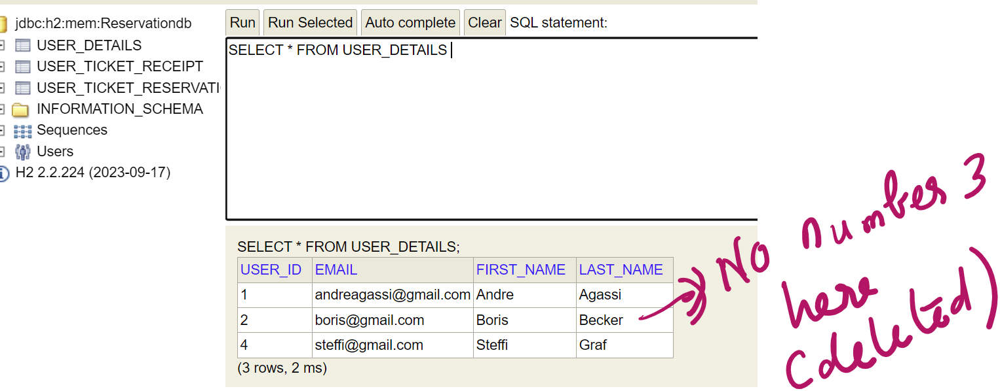 jdbc:h2:mem:Reservationdb
USER_DETAILS
USER_TICKET_RECEIPT
USER_TICKET_RESERVATI
INFORMATION_SCHEMA
Sequences
Users
H2 2.2.224 (2023-09-17)
Run Run Selected Auto complete Clear SQL statement:
SELECT * FROM USER_DETAILS
SELECT * FROM USER_DETAILS;
USER_ID EMAIL FIRST_NAME LAST_NAME
1 andreagassi@gmail.com Andre Agassi
2 boris@gmail.com Boris Becker
4 steffi@gmail.com Steffi Graf
(3 rows, 2 ms)
No number 3
here
(deleted)